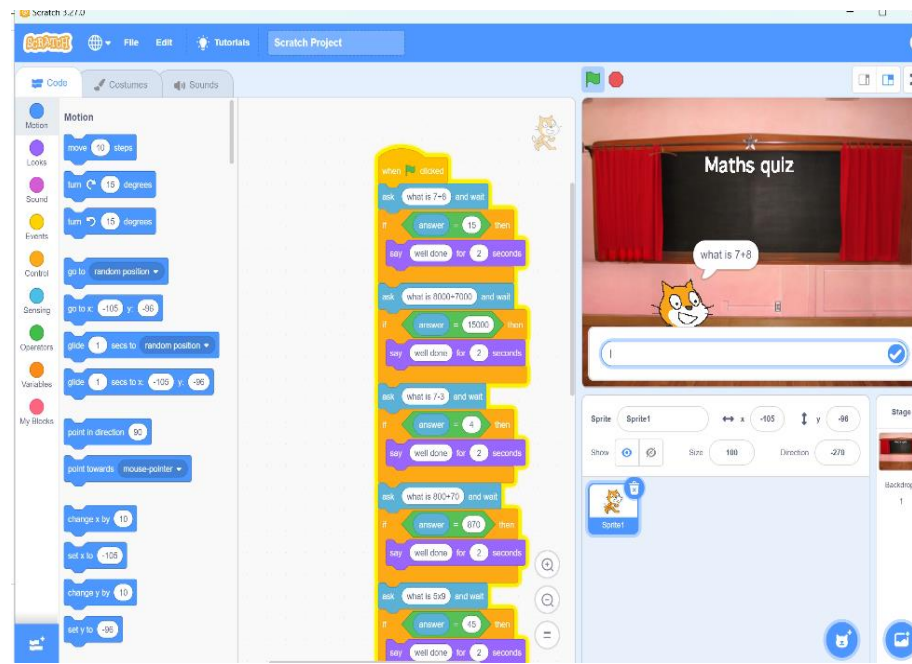 Scratch 3.27.0
SCRATCH File Edit Tutorials Scratch Project
Code Costumes Sounds
Motion
Looks
Sound
Events
Control
Sensing
Operators
Variables
My Blocks
Motion
move 10 steps
turn 15 degrees
turn 15 degrees
go to random position
go to x: -105 y: -96
glide 1 secs to random position
glide 1 secs to x: -105 y: -96
point in direction 90
point towards mouse-pointer
change x by 10
set x to -105
change y by 10
set y to -96
when clicked
ask what is 7+8 and wait
if answer = 15 then
say well done for 2 seconds
ask what is 8000+7000 and wait
if answer = 15000 then
say well done for 2 seconds
ask what is 7-3 and wait
if answer = 4 then
say well done for 2 seconds
ask what is 800+70 and wait
if answer = 870 then
say well done for 2 seconds
ask what is 5x9 and wait
if answer = 45 then
say well done for 2 seconds
Maths quiz
what is 7+8
Sprite Sprite1 x -105 y -96
Show Size 100 Direction -270
Sprite1
Stage
Backdrop
1